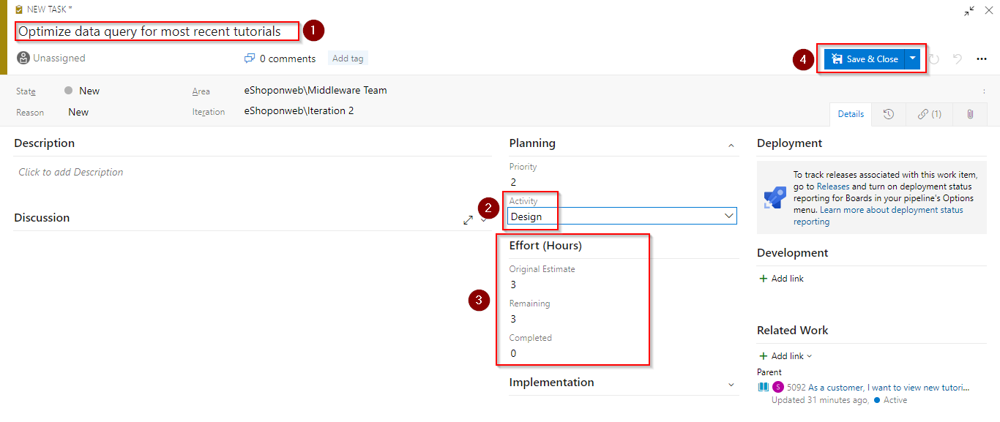 NEW TASK *
Optimize data query for most recent tutorials
1
Unassigned
0 comments
Add tag
4
Save & Close
State
New
Area
eShoponweb\Middleware Team
Reason
New
Iteration
eShoponweb\Iteration 2
Details
(1)
Description
Click to add Description
Discussion
Planning
Priority
2
2
Activity
Design
3
Effort (Hours)
Original Estimate
3
Remaining
3
Completed
0
Implementation
Deployment
To track releases associated with this work item,
go to Releases and turn on deployment status
reporting for Boards in your pipeline's Options
menu. Learn more about deployment status
reporting
Development
+ Add link
Related Work
+ Add link
Parent
S 5092 As a customer, I want to view new tutori...
Updated 31 minutes ago, Active